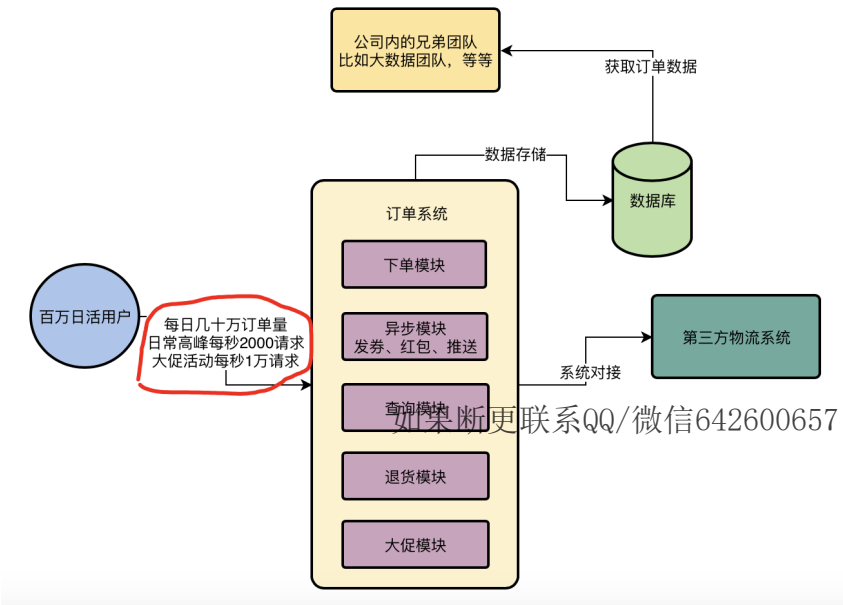 公司内的兄弟团队
比如大数据团队，等等
获取订单数据
数据存储
数据库
订单系统
下单模块
百万日活用户
每日几十万订单量
日常高峰每秒2000请求
大促活动每秒1万请求
异步模块
发券、红包、推送
第三方物流系统
系统对接
查询模块
如果断更联系QQ/微信642600657
退货模块
大促模块